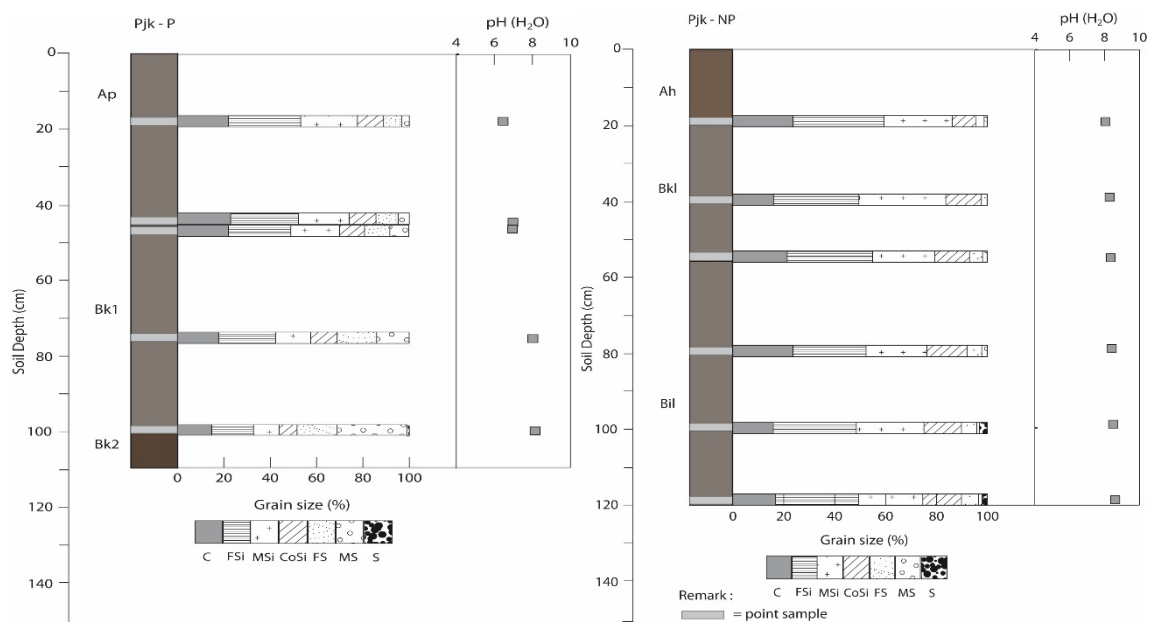 Pjk - P
pH (H₂O)
4 6 8 10
0
20
40
60
80
100
120
140
Soil Depth (cm)
Ap
Bk1
Bk2
0 20 40 60 80 100
Grain size (%)
C FSi MSi CoSi FS MS S
Pjk - NP
pH (H₂O)
4 6 8 10
0
20
40
60
80
100
120
140
Soil Depth (cm)
Ah
Bkl
Bil
0 20 40 60 80 100
Grain size (%)
C FSi MSi CoSi FS MS S
Remark :
= point sample